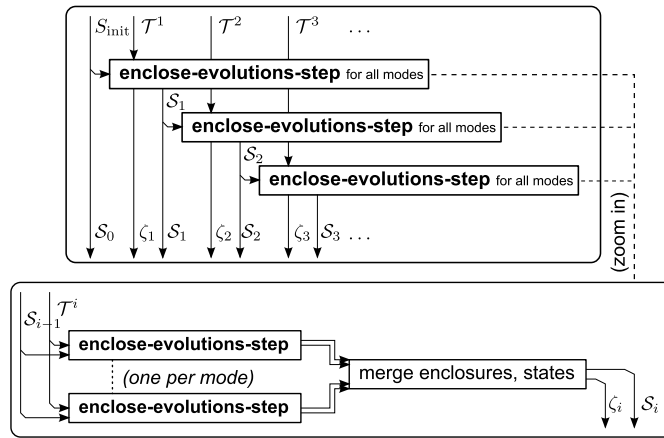 S_init T^1 T^2 T^3 ...
enclose-evolutions-step for all modes
S_1
enclose-evolutions-step for all modes
S_2
enclose-evolutions-step for all modes
S_0 ζ_1 S_1 ζ_2 S_2 ζ_3 S_3 ...
(zoom in)
S_{i-1} T^i
enclose-evolutions-step
(one per mode)
merge enclosures, states
enclose-evolutions-step
ζ_i S_i